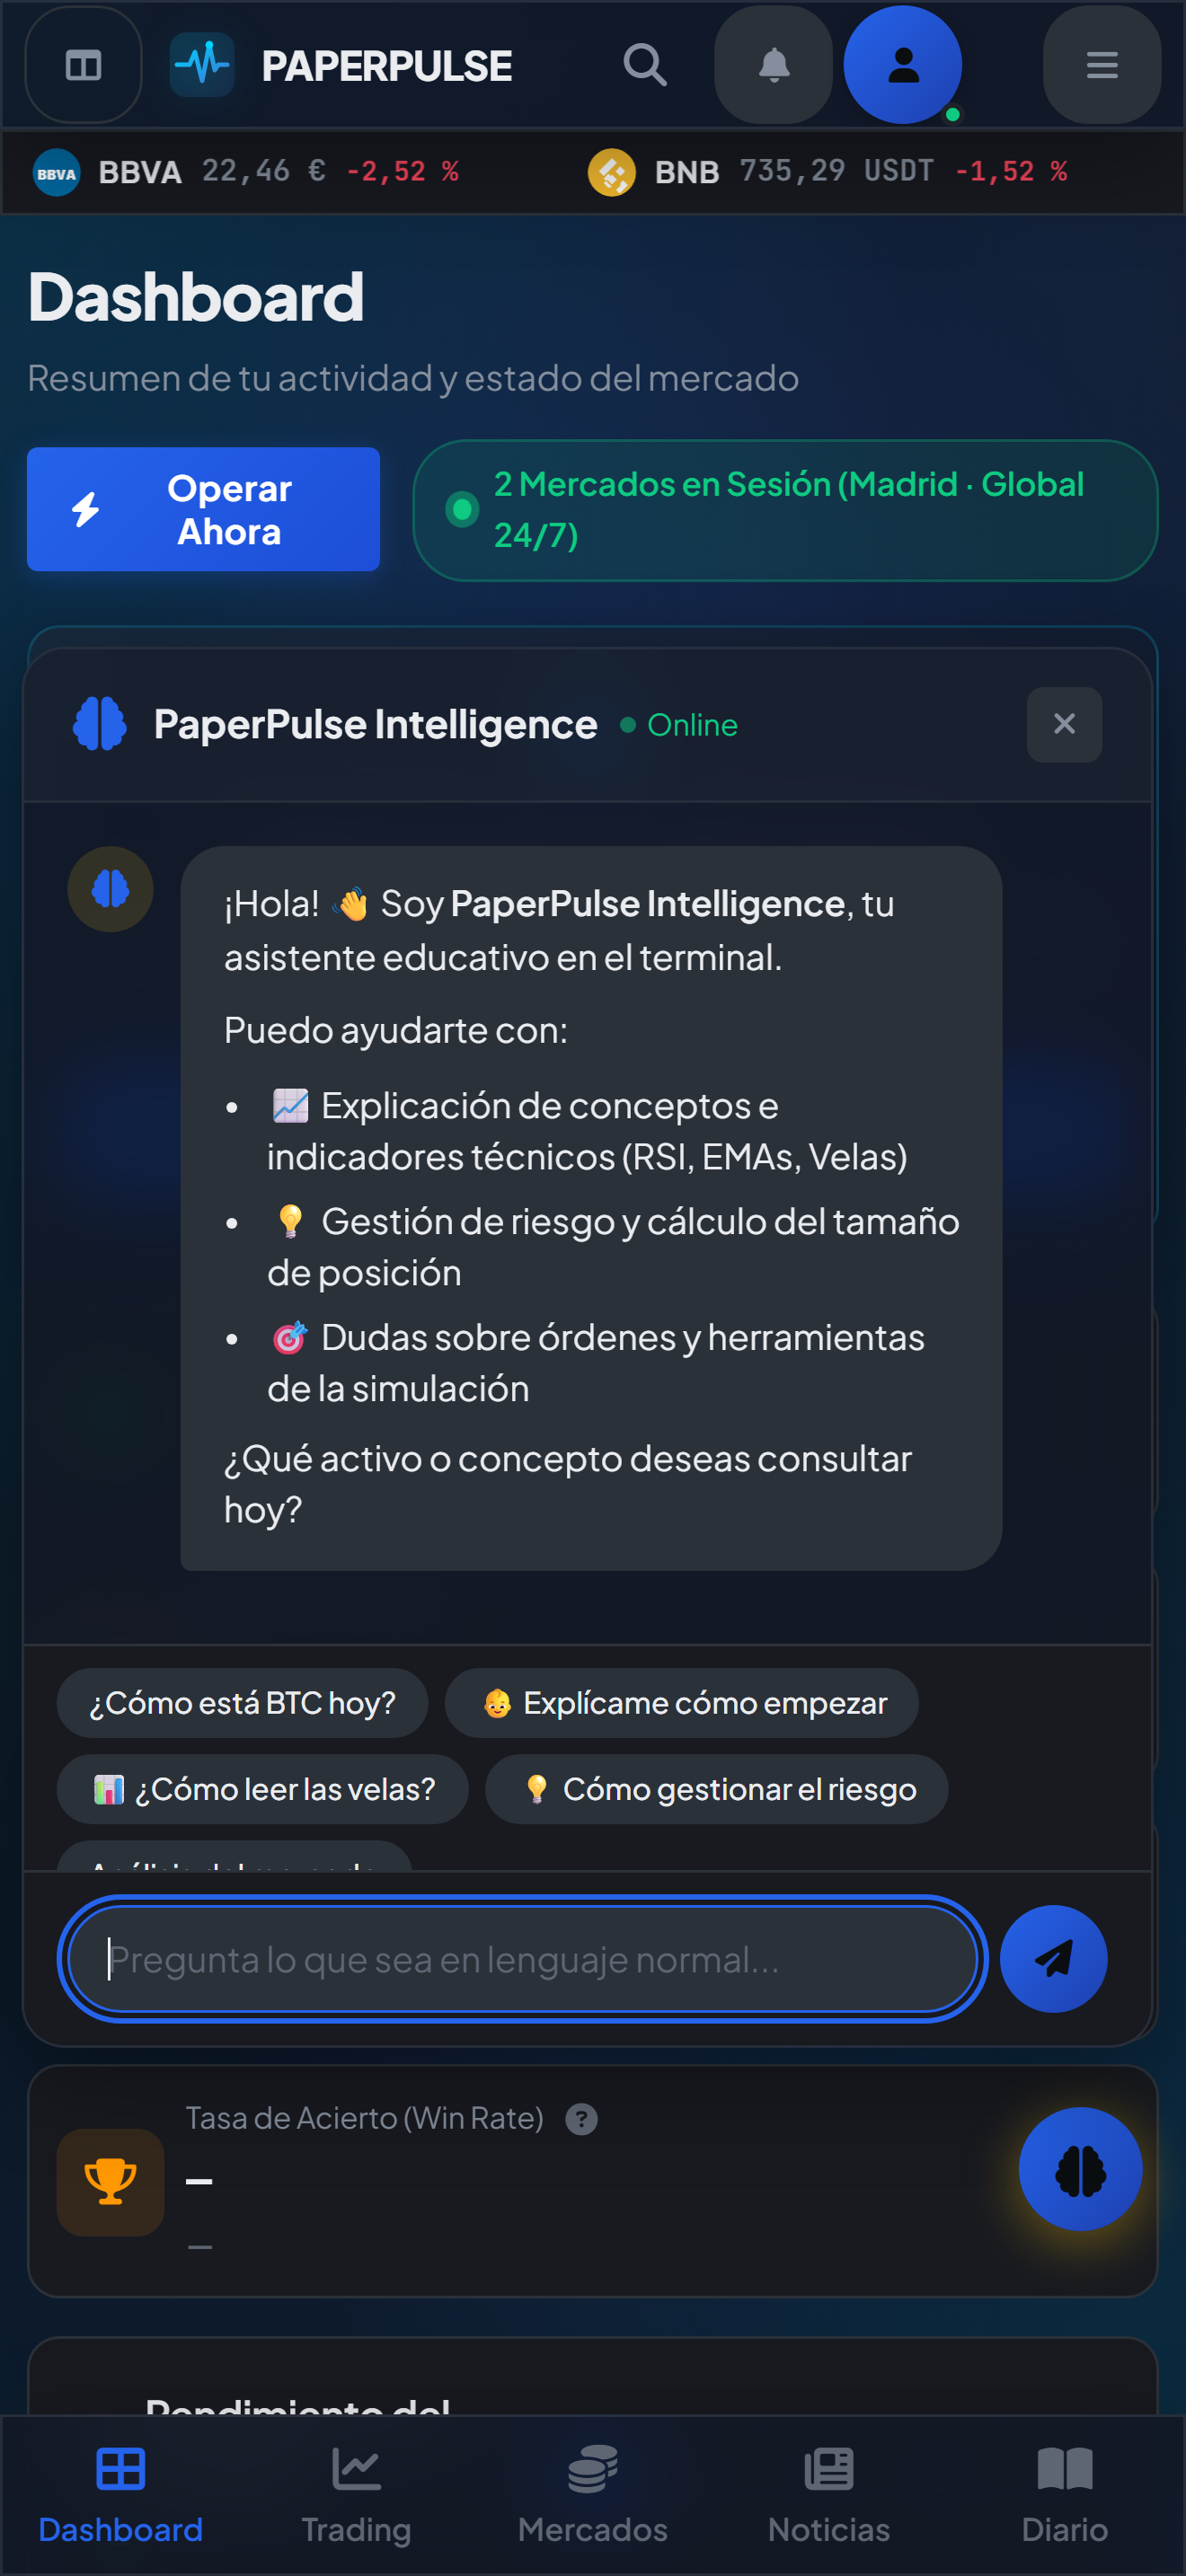 PAPERPULSE
BBVA BBVA 22,46 € -2,52 % BNB 735,29 USDT -1,52 %
Dashboard
Resumen de tu actividad y estado del mercado
Operar
Ahora
2 Mercados en Sesión (Madrid · Global
24/7)
PaperPulse Intelligence Online
¡Hola! 👋 Soy PaperPulse Intelligence, tu
asistente educativo en el terminal.
Puedo ayudarte con:
• 📈 Explicación de conceptos e
indicadores técnicos (RSI, EMAs, Velas)
• 💡 Gestión de riesgo y cálculo del tamaño
de posición
• 🎯 Dudas sobre órdenes y herramientas
de la simulación
¿Qué activo o concepto deseas consultar
hoy?
¿Cómo está BTC hoy? 👶 Explícame cómo empezar
📊 ¿Cómo leer las velas? 💡 Cómo gestionar el riesgo
Pregunta lo que sea en lenguaje normal...
Tasa de Acierto (Win Rate) ?
—
—
Rendimiento del
Dashboard Trading Mercados Noticias Diario